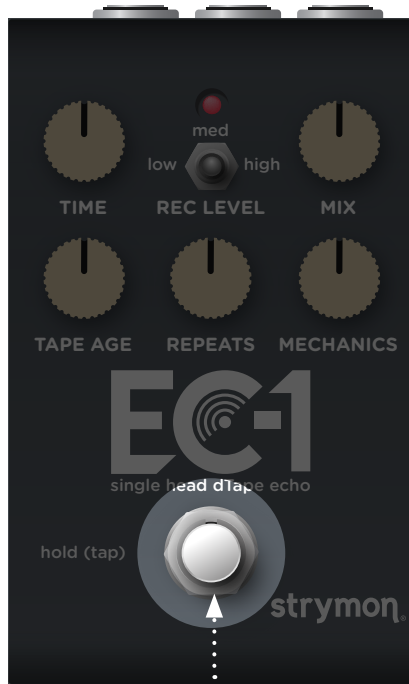 med
low high
TIME REC LEVEL MIX
TAPE AGE REPEATS MECHANICS
EC-1
single head dTape echo
hold (tap)
strymon®